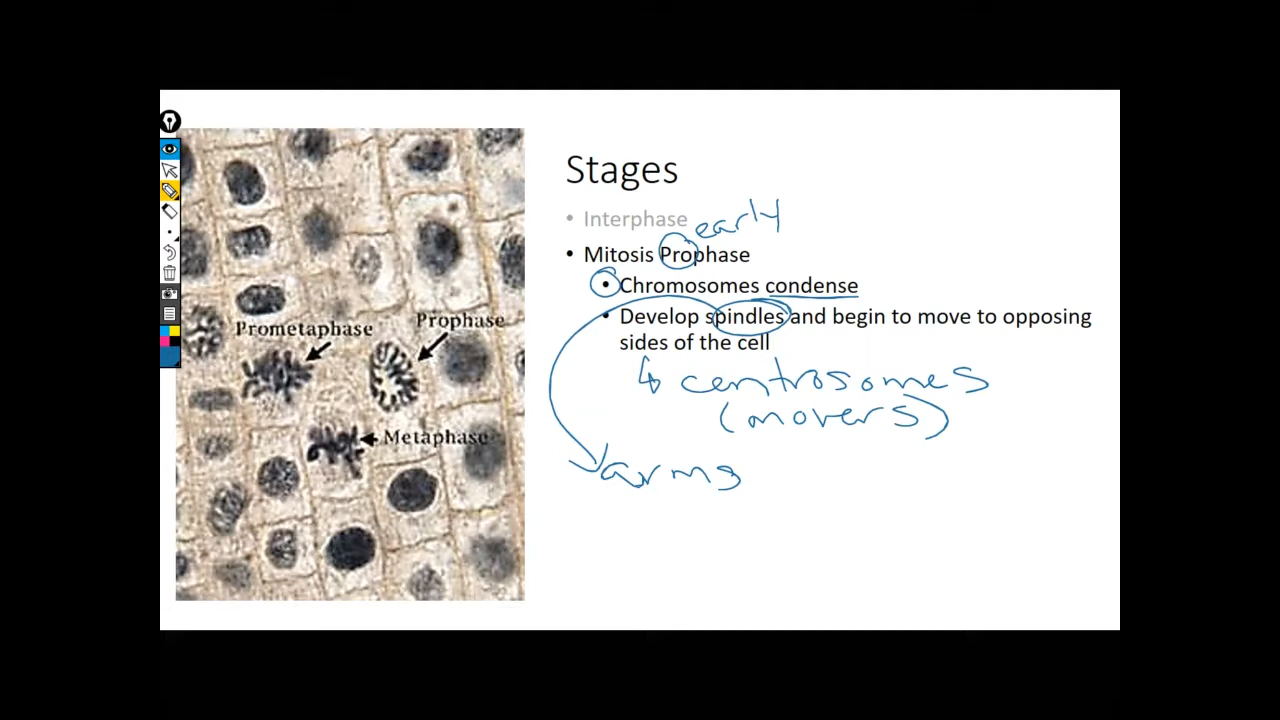 Stages
• Interphase
early
• Mitosis Prophase
• Chromosomes condense
• Develop spindles and begin to move to opposing
sides of the cell
centrosomes
(movers)
arms
Prometaphase
Prophase
Metaphase